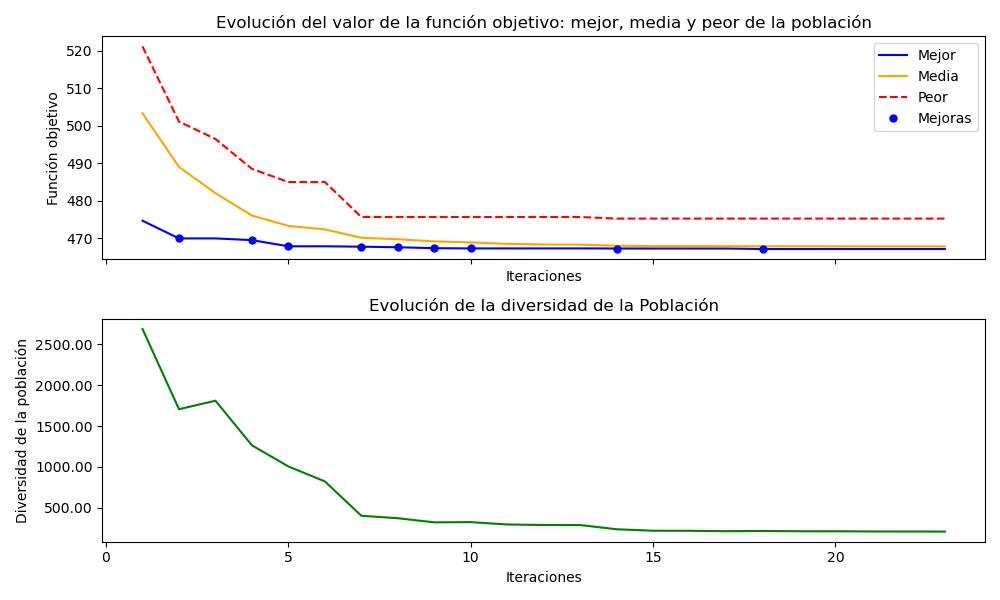 Evolución del valor de la función objetivo: mejor, media y peor de la población
Función objetivo
520
510
500
490
480
470
Mejor
Media
Peor
Mejoras
Iteraciones
Evolución de la diversidad de la Población
Diversidad de la población
2500.00
2000.00
1500.00
1000.00
500.00
0
5
10
15
20
Iteraciones